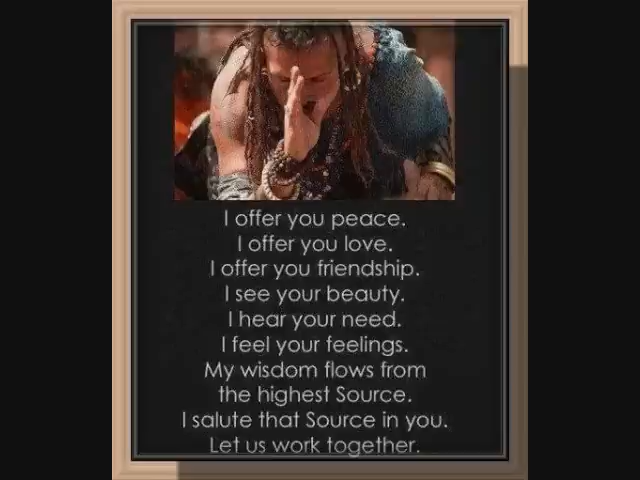 I offer you peace.
I offer you love.
I offer you friendship.
I see your beauty.
I hear your need.
I feel your feelings.
My wisdom flows from
the highest Source.
I salute that Source in you.
Let us work together.